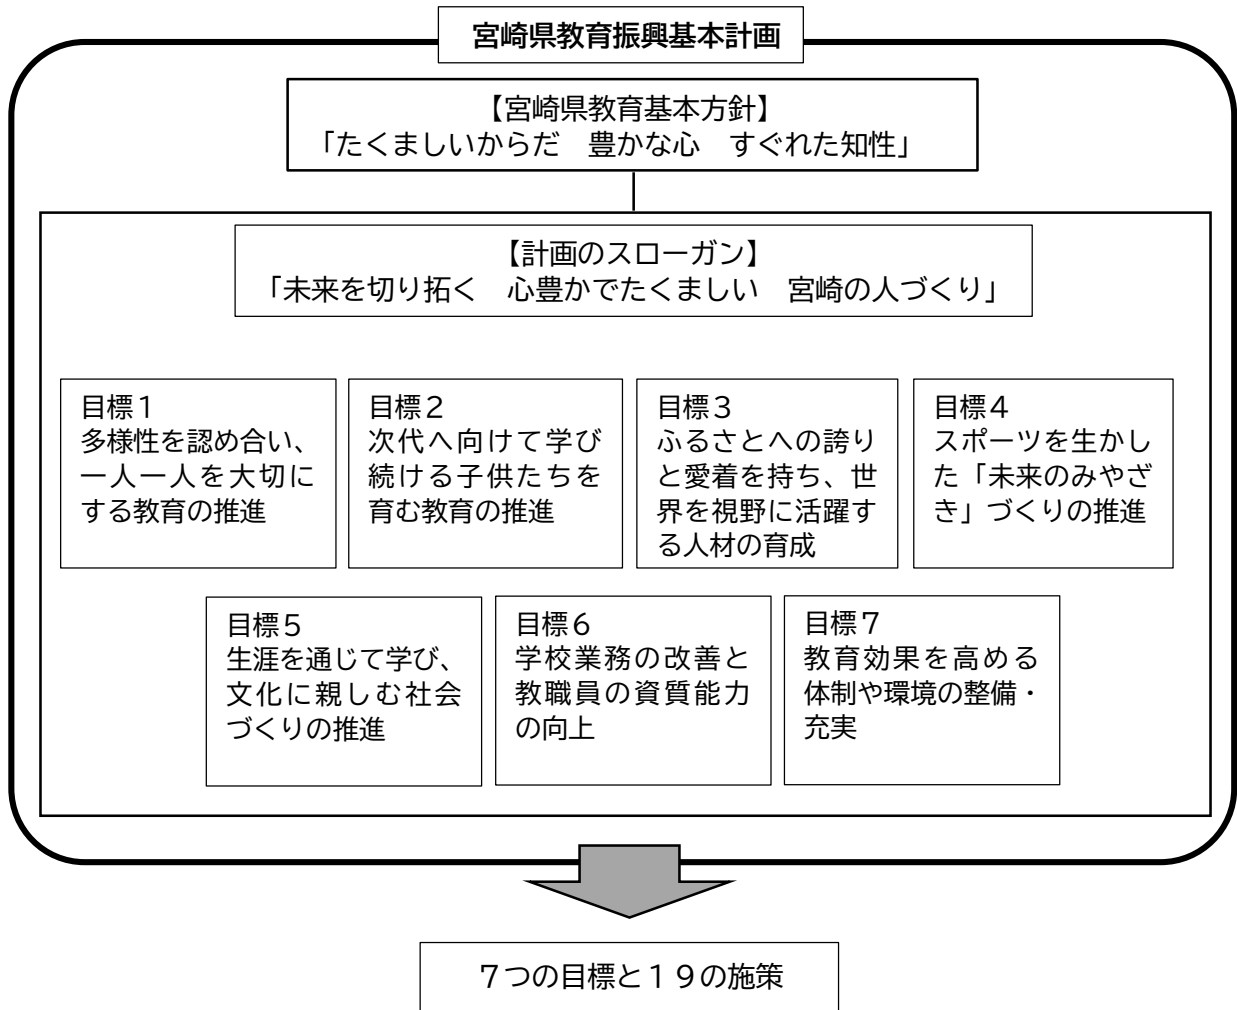 宮崎県教育振興基本計画
【宮崎県教育基本方針】
「たくましいからだ　豊かな心　すぐれた知性」
【計画のスローガン】
「未来を切り拓く　心豊かでたくましい　宮崎の人づくり」
目標１
多様性を認め合い、
一人一人を大切に
する教育の推進
目標２
次代へ向けて学び
続ける子供たちを
育む教育の推進
目標３
ふるさとへの誇り
と愛着を持ち、世
界を視野に活躍す
る人材の育成
目標４
スポーツを生かし
た「未来のみやざ
き」づくりの推進
目標５
生涯を通じて学び、
文化に親しむ社会
づくりの推進
目標６
学校業務の改善と
教職員の資質能力
の向上
目標７
教育効果を高める
体制や環境の整備・
充実
７つの目標と１９の施策